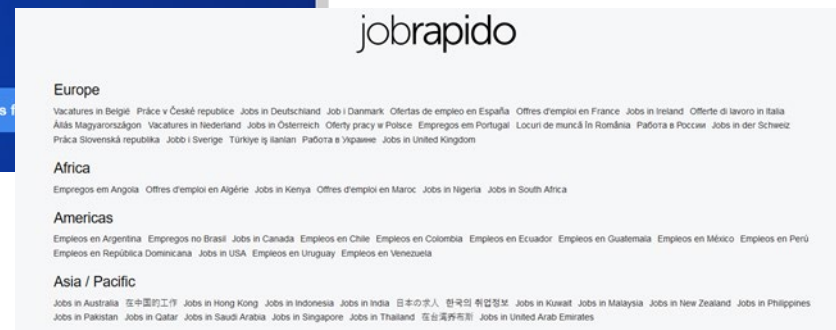 jobrapido
s f
Europe
Vacatures in België Práce v České republice Jobs in Deutschland Job i Danmark Ofertas de empleo en España Offres d'emploi en France Jobs in Ireland Offerte di lavoro in Italia
Állás Magyarországon Vacatures in Nederland Jobs in Österreich Oferty pracy w Polsce Empregos em Portugal Locuri de muncă în România Работа в России Jobs in der Schweiz
Práca Slovenská republika Jobb i Sverige Türkiye iş ilanları Работа в Украине Jobs in United Kingdom
Africa
Empregos em Angola Offres d'emploi en Algérie Jobs in Kenya Offres d'emploi en Maroc Jobs in Nigeria Jobs in South Africa
Americas
Empleos en Argentina Empregos no Brasil Jobs in Canada Empleos en Chile Empleos en Colombia Empleos en Ecuador Empleos en Guatemala Empleos en México Empleos en Perú
Empleos en República Dominicana Jobs in USA Empleos en Uruguay Empleos en Venezuela
Asia / Pacific
Jobs in Australia 在中国的工作 Jobs in Hong Kong Jobs in Indonesia Jobs in India 日本の求人 한국의 취업정보 Jobs in Kuwait Jobs in Malaysia Jobs in New Zealand Jobs in Philippines
Jobs in Pakistan Jobs in Qatar Jobs in Saudi Arabia Jobs in Singapore Jobs in Thailand Jobs in United Arab Emirates